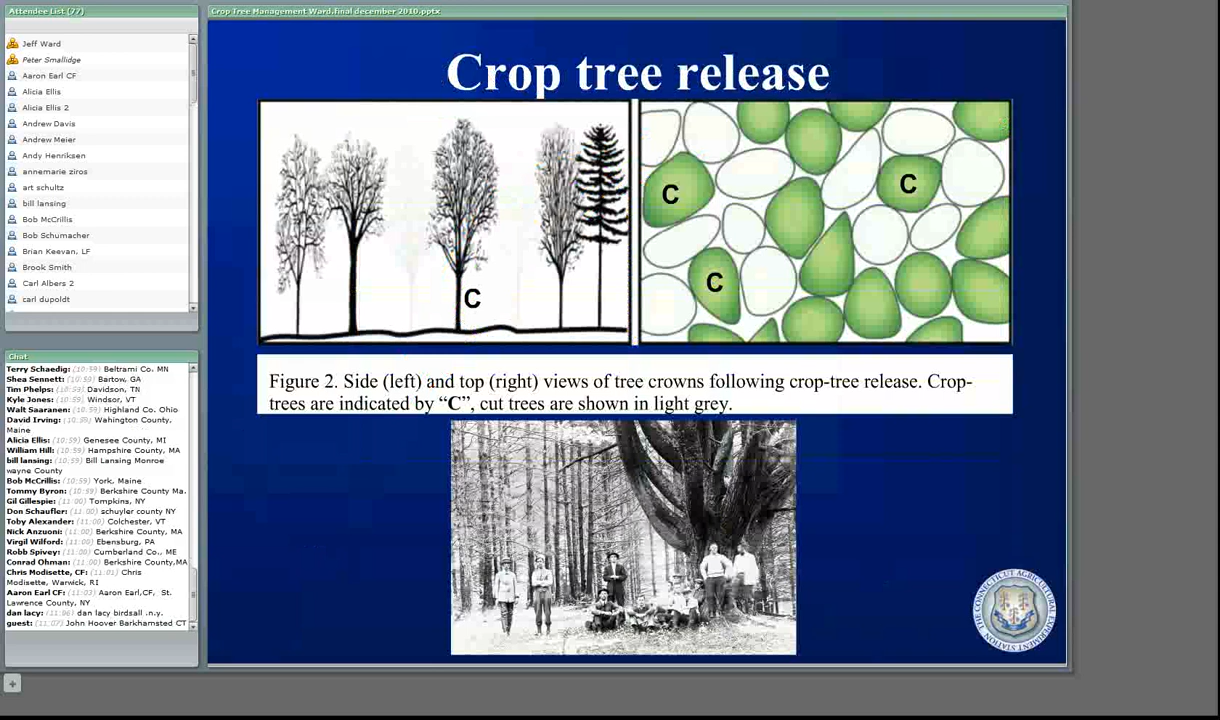 Attendee List (77)
Jeff Ward
Peter Smallidge
Aaron Earl CF
Alicia Ellis
Alicia Ellis 2
Andrew Davis
Andrew Meier
Andy Henriksen
annemarie ziros
art schultz
bill lansing
Bob McCrillis
Bob Schumacher
Brian Keevan, LF
Brook Smith
Carl Albers 2
carl dupoldt
Chat
Terry Schaedig: (10:59) Beltrami Co. MN
Shea Sennett: (10:59) Bartow, GA
Tim Phelps: (10:59) Davidson, TN
Kyle Jones: (10:59) Windsor, VT
Walt Saaranen: (10:59) Highland Co. Ohio
David Irving: (10:59) Wahington County,
Maine
Alicia Ellis: (10:59) Genesee County, MI
William Hill: (10:59) Hampshire County, MA
bill lansing: (10:59) Bill Lansing Monroe
wayne County
Bob McCrillis: (10:59) York, Maine
Tommy Byron: (10:59) Berkshire County Ma.
Gil Gillespie: (11:00) Tompkins, NY
Don Schaufler: (11:00) schuyler county NY
Toby Alexander: (11:00) Colchester, VT
Nick Anzuoni: (11:00) Berkshire County, MA
Virgil Wilford: (11:00) Ebensburg, PA
Robb Spivey: (11:00) Cumberland Co., ME
Conrad Ohman: (11:00) Berkshire County,MA
Chris Modisette, CF: (11:01) Chris
Modisette, Warwick, RI
Aaron Earl CF: (11:03) Aaron Earl,CF, St.
Lawrence County, NY
dan lacy: (11:06) dan lacy birdsall .n.y.
guest: (11:07) John Hoover Barkhamsted CT
Crop Tree Management Ward.final december 2010.pptx
Crop tree release
C
C
C
C
Figure 2. Side (left) and top (right) views of tree crowns following crop-tree release. Crop-
trees are indicated by “C”, cut trees are shown in light grey.
THE CONNECTICUT AGRICULTURAL EXPERIMENT STATION